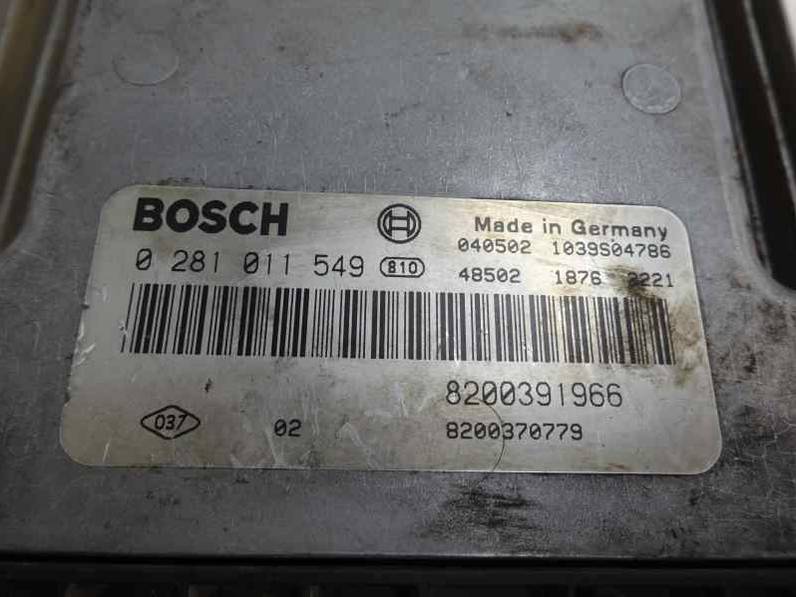 BOSCH Made in Germany
040502 1039S04786
0 281 011 549 810
48502 1876 2221
8200391966
037 02 8200370779